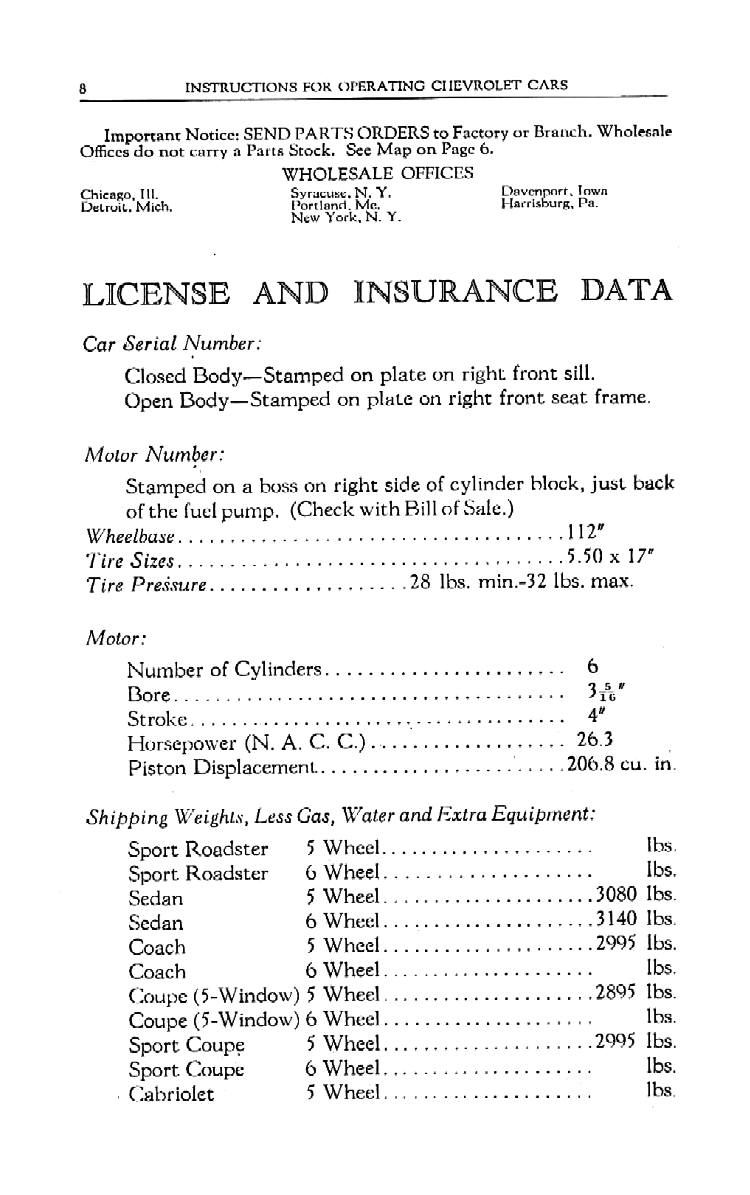 8 INSTRUCTIONS FOR OPERATING CHEVROLET CARS
Important Notice: SEND PARTS ORDERS to Factory or Branch. Wholesale
Offices do not carry a Parts Stock. See Map on Page 6.
WHOLESALE OFFICES
Chicago, Ill. Syracuse, N. Y. Davenport, Iowa
Detroit, Mich. Portland, Me. Harrisburg, Pa.
New York, N. Y.
LICENSE AND INSURANCE DATA
Car Serial Number:
Closed Body—Stamped on plate on right front sill.
Open Body—Stamped on plate on right front seat frame.
Motor Number:
Stamped on a boss on right side of cylinder block, just back
of the fuel pump. (Check with Bill of Sale.)
Wheelbase. . . . . . . . . . . . . . . . . . . . . . . . . . . . . . . . . . . . . 112"
Tire Sizes. . . . . . . . . . . . . . . . . . . . . . . . . . . . . . . . . . . . . 5.50 x 17"
Tire Pressure. . . . . . . . . . . . . . . . . . . 28 lbs. min.-32 lbs. max.
Motor:
Number of Cylinders. . . . . . . . . . . . . . . . . . . . . . . 6
Bore. . . . . . . . . . . . . . . . . . . . . . . . . . . . . . . . . . . . . 3 5/16"
Stroke. . . . . . . . . . . . . . . . . . . . . . . . . . . . . . . . . . . 4"
Horsepower (N. A. C. C.) . . . . . . . . . . . . . . . . . . . 26.3
Piston Displacement. . . . . . . . . . . . . . . . . . . . . . . . 206.8 cu. in.
Shipping Weights, Less Gas, Water and Extra Equipment:
Sport Roadster 5 Wheel. . . . . . . . . . . . . . . . . . . . . lbs.
Sport Roadster 6 Wheel. . . . . . . . . . . . . . . . . . . . . lbs.
Sedan 5 Wheel. . . . . . . . . . . . . . . . . . . . . 3080 lbs.
Sedan 6 Wheel. . . . . . . . . . . . . . . . . . . . . 3140 lbs.
Coach 5 Wheel. . . . . . . . . . . . . . . . . . . . . 2995 lbs.
Coach 6 Wheel. . . . . . . . . . . . . . . . . . . . . lbs.
Coupe (5-Window) 5 Wheel. . . . . . . . . . . . . . . . . . . . . 2895 lbs.
Coupe (5-Window) 6 Wheel. . . . . . . . . . . . . . . . . . . . . lbs.
Sport Coupe 5 Wheel. . . . . . . . . . . . . . . . . . . . . 2995 lbs.
Sport Coupe 6 Wheel. . . . . . . . . . . . . . . . . . . . . lbs.
Cabriolet 5 Wheel. . . . . . . . . . . . . . . . . . . . . lbs.